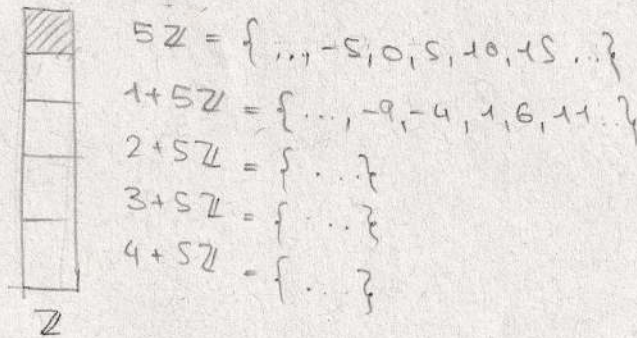 5ℤ = {..., -5, 0, 5, 10, 15 ...}
1+5ℤ = {..., -9, -4, 1, 6, 11 ..}
2+5ℤ = {...}
3+5ℤ = {...}
4+5ℤ = {...}
ℤ